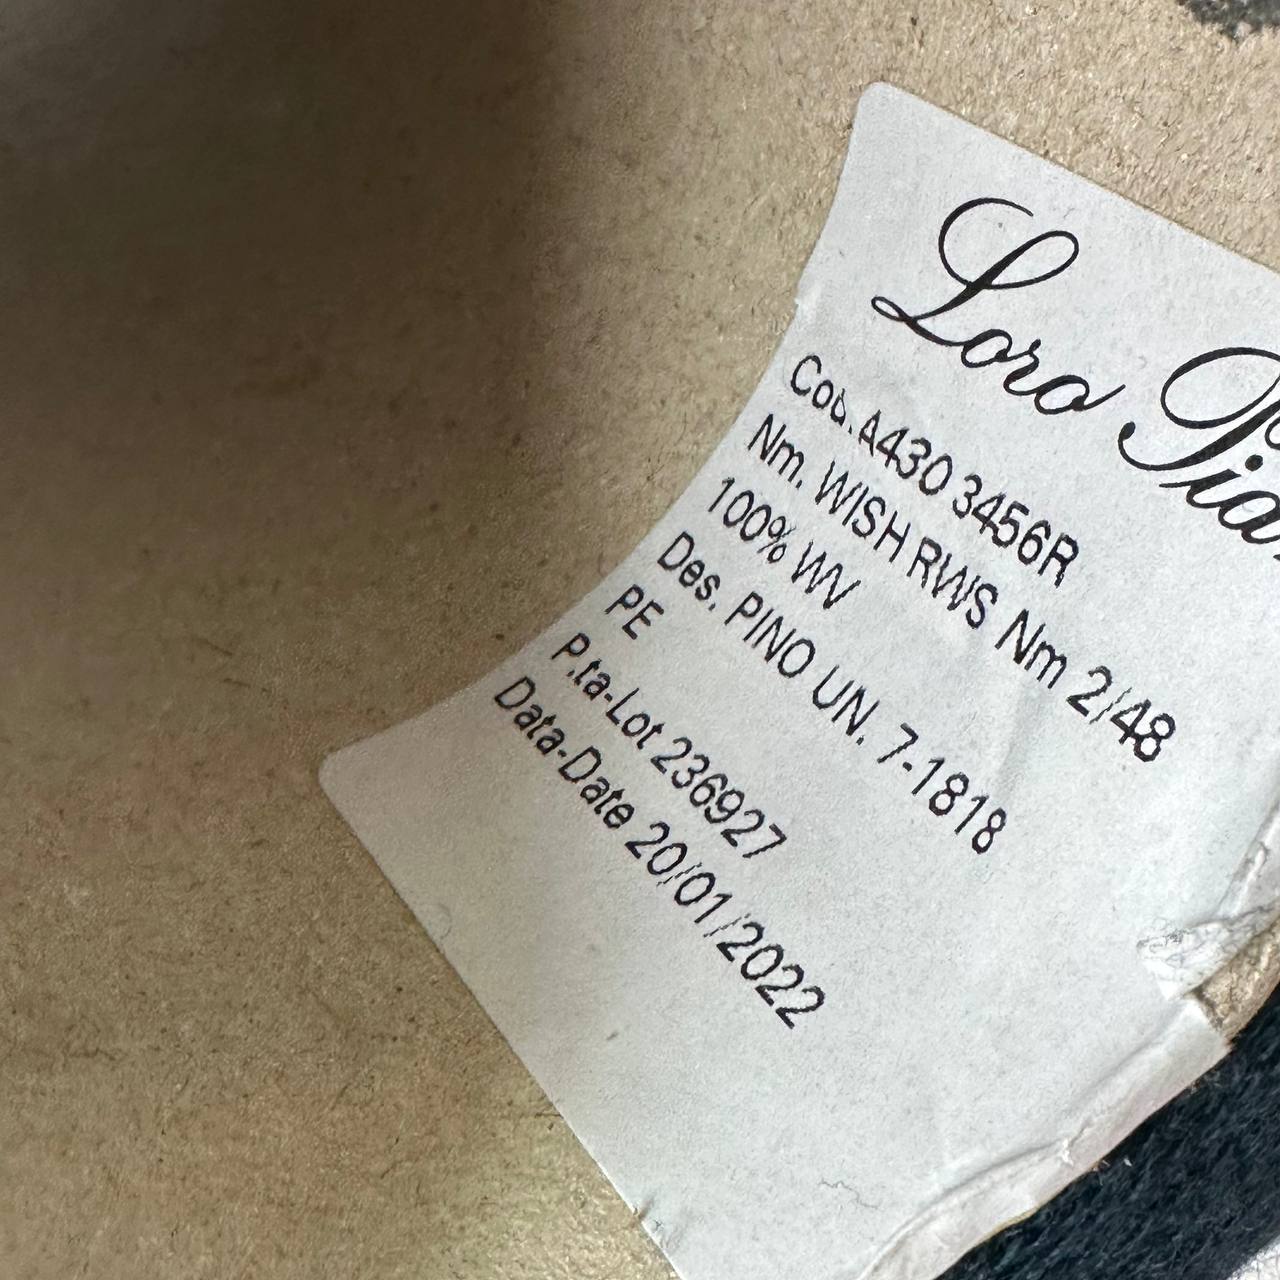 Loro Pia
Cod. A430 3456R
Nm. WISH RWS Nm 2/48
100% WV
Des. PINO UN. 7-1818
PE
P.ta-Lot 236927
Data-Date 20/01/2022